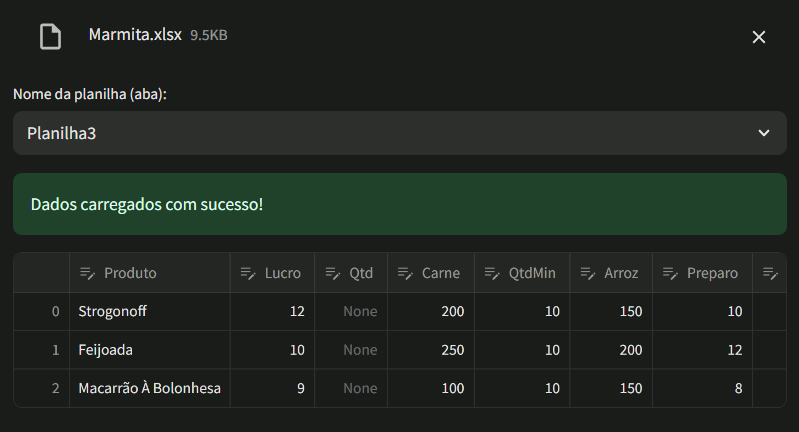 Marmita.xlsx 9.5KB
Nome da planilha (aba):
Planilha3
Dados carregados com sucesso!
Produto Lucro Qtd Carne QtdMin Arroz Preparo
0 Strogonoff 12 None 200 10 150 10
1 Feijoada 10 None 250 10 200 12
2 Macarrão À Bolonhesa 9 None 100 10 150 8